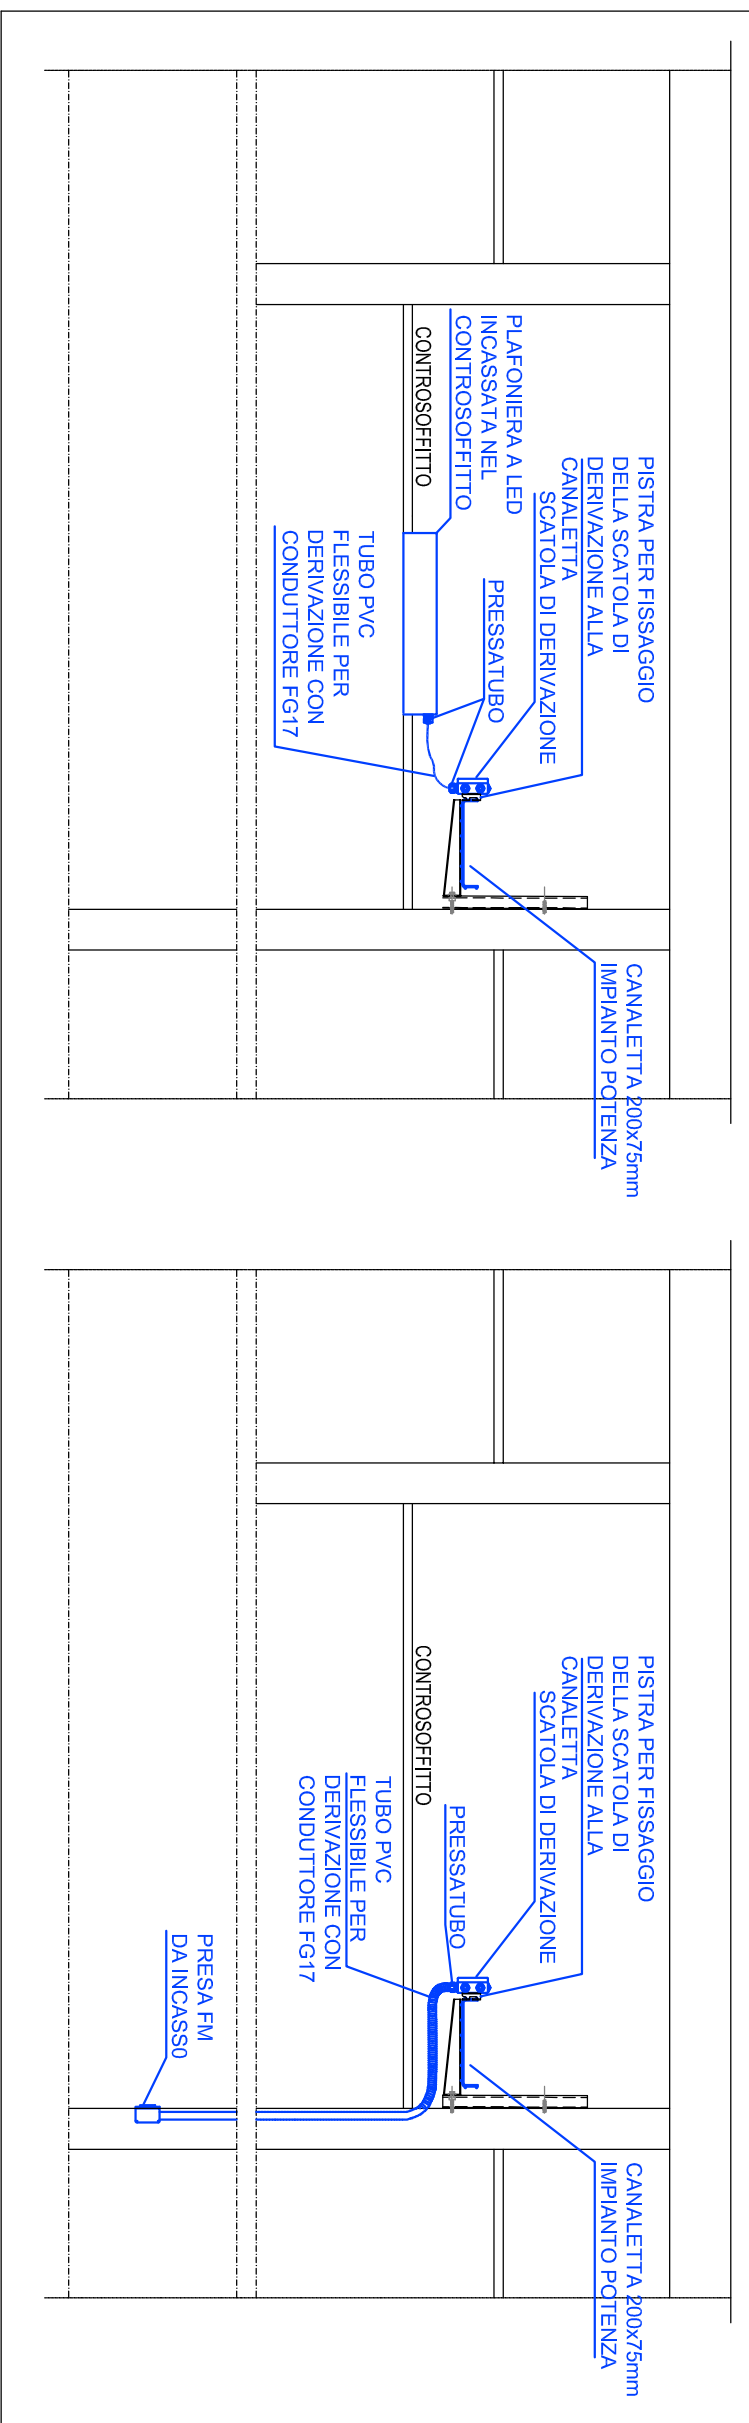 PISTRA PER FISSAGGIO
DELLA SCATOLA DI
DERIVAZIONE ALLA
CANALETTA
SCATOLA DI DERIVAZIONE
PLAFONIERA A LED
INCASSATA NEL
CONTROSOFFITTO
PRESSATUBO
CONTROSOFFITTO
TUBO PVC
FLESSIBILE PER
DERIVAZIONE CON
CONDUTTORE FG17
CANALETTA 200x75mm
IMPIANTO POTENZA
PISTRA PER FISSAGGIO
DELLA SCATOLA DI
DERIVAZIONE ALLA
CANALETTA
SCATOLA DI DERIVAZIONE
PRESSATUBO
CONTROSOFFITTO
TUBO PVC
FLESSIBILE PER
DERIVAZIONE CON
CONDUTTORE FG17
PRESA FM
DA INCASS0
CANALETTA 200x75mm
IMPIANTO POTENZA